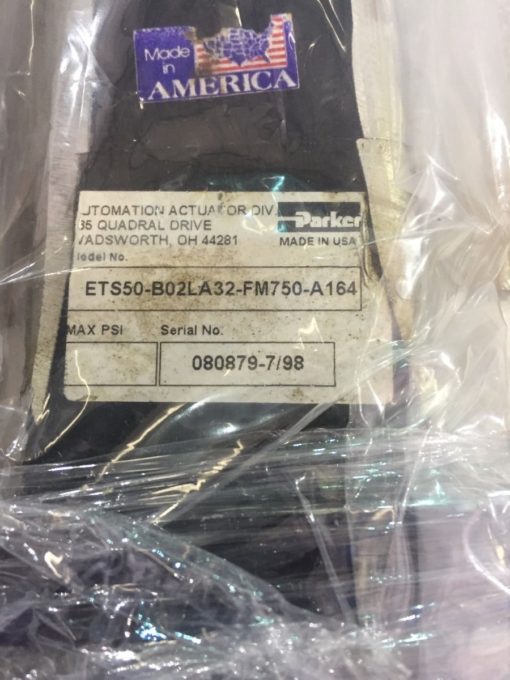 Made
in
AMERICA
UTOMATION ACTUATOR DIV.
35 QUADRAL DRIVE
WADSWORTH, OH 44281
Parker
MADE IN USA
Model No.
ETS50-B02LA32-FM750-A164
MAX PSI Serial No.
080879-7/98